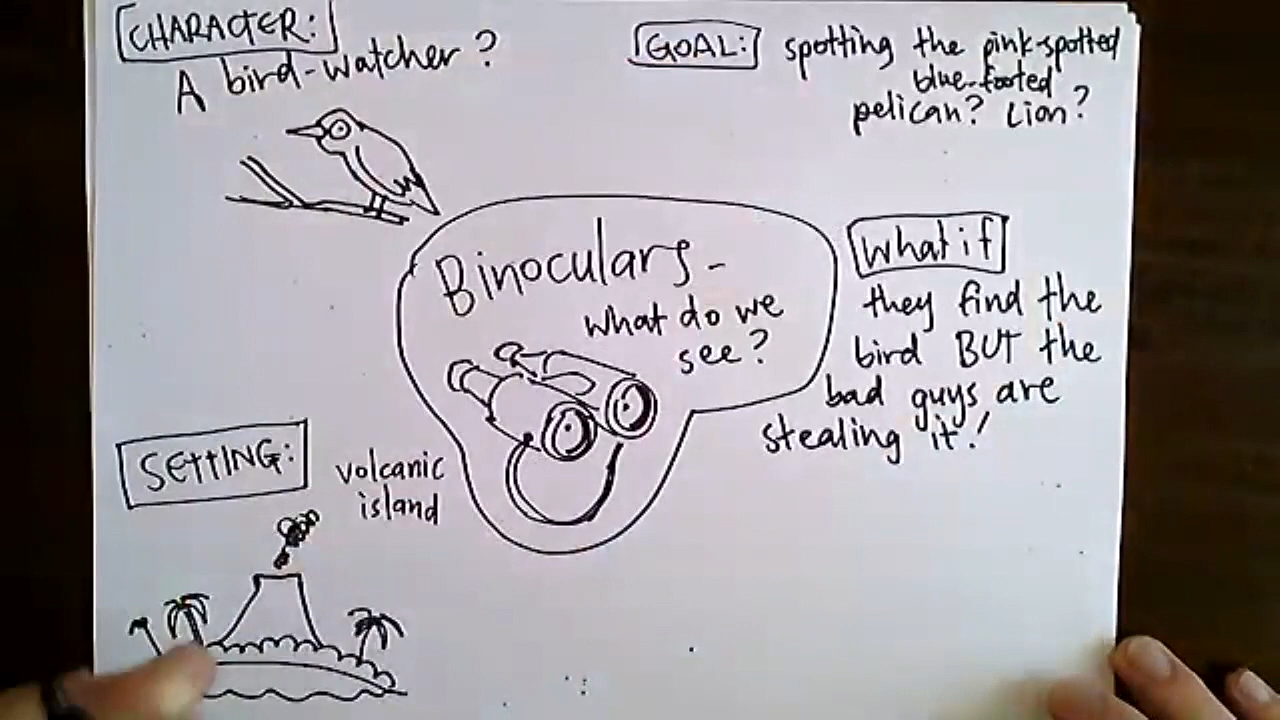 CHARACTER:
A bird-watcher?
GOAL: spotting the pink-spotted
blue-footed
pelican? Lion?
Binoculars -
what do we
see?
What if
they find the
bird BUT the
bad guys are
stealing it!
SETTING:
volcanic
island